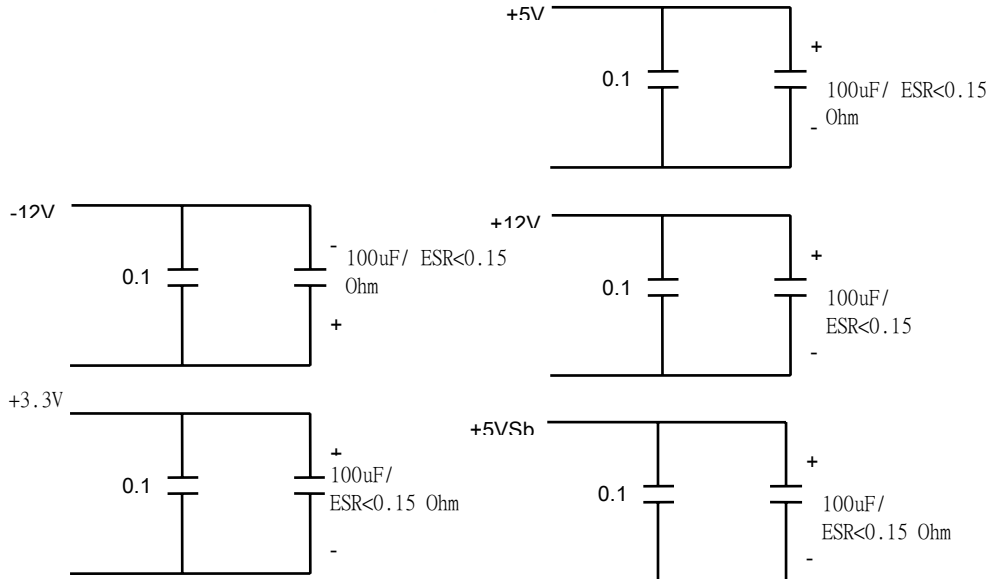 +5V
+
0.1
100uF/ ESR<0.15
Ohm
-
-12V
-
100uF/ ESR<0.15
0.1
Ohm
+
+12V
+
0.1
100uF/
ESR<0.15
-
+3.3V
+
100uF/
0.1
ESR<0.15 Ohm
-
+5VSb
+
0.1
100uF/
ESR<0.15 Ohm
-